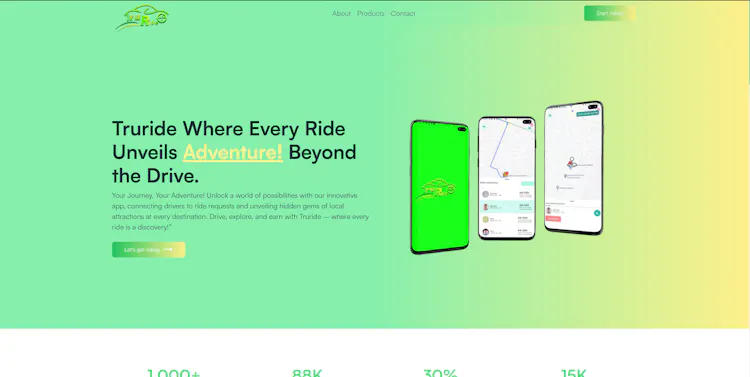 About Products Contact
Start riding
Truride Where Every Ride
Unveils Adventure! Beyond
the Drive.
Your Journey, Your Adventure! Unlock a world of possibilities with our innovative
app, connecting drivers to ride requests and unveiling hidden gems of local
attractions at every destination. Drive, explore, and earn with Truride — where every
ride is a discovery!"
Let's get riding
1,000+ 88K 30% 15K